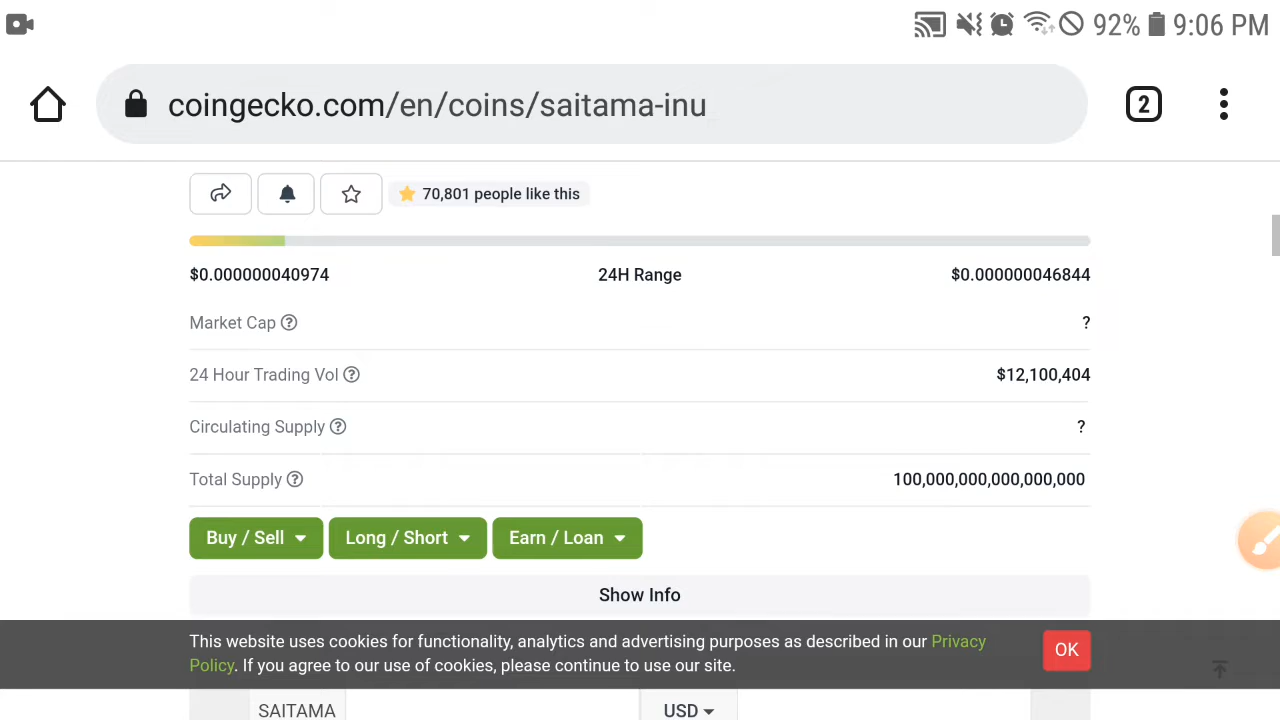 92% 9:06 PM
coingecko.com/en/coins/saitama-inu
2
70,801 people like this
$0.000000040974 24H Range $0.000000046844
Market Cap ? ?
24 Hour Trading Vol ? $12,100,404
Circulating Supply ? ?
Total Supply ? 100,000,000,000,000,000
Buy / Sell Long / Short Earn / Loan
Show Info
This website uses cookies for functionality, analytics and advertising purposes as described in our Privacy
Policy. If you agree to our use of cookies, please continue to use our site.
OK
SAITAMA USD